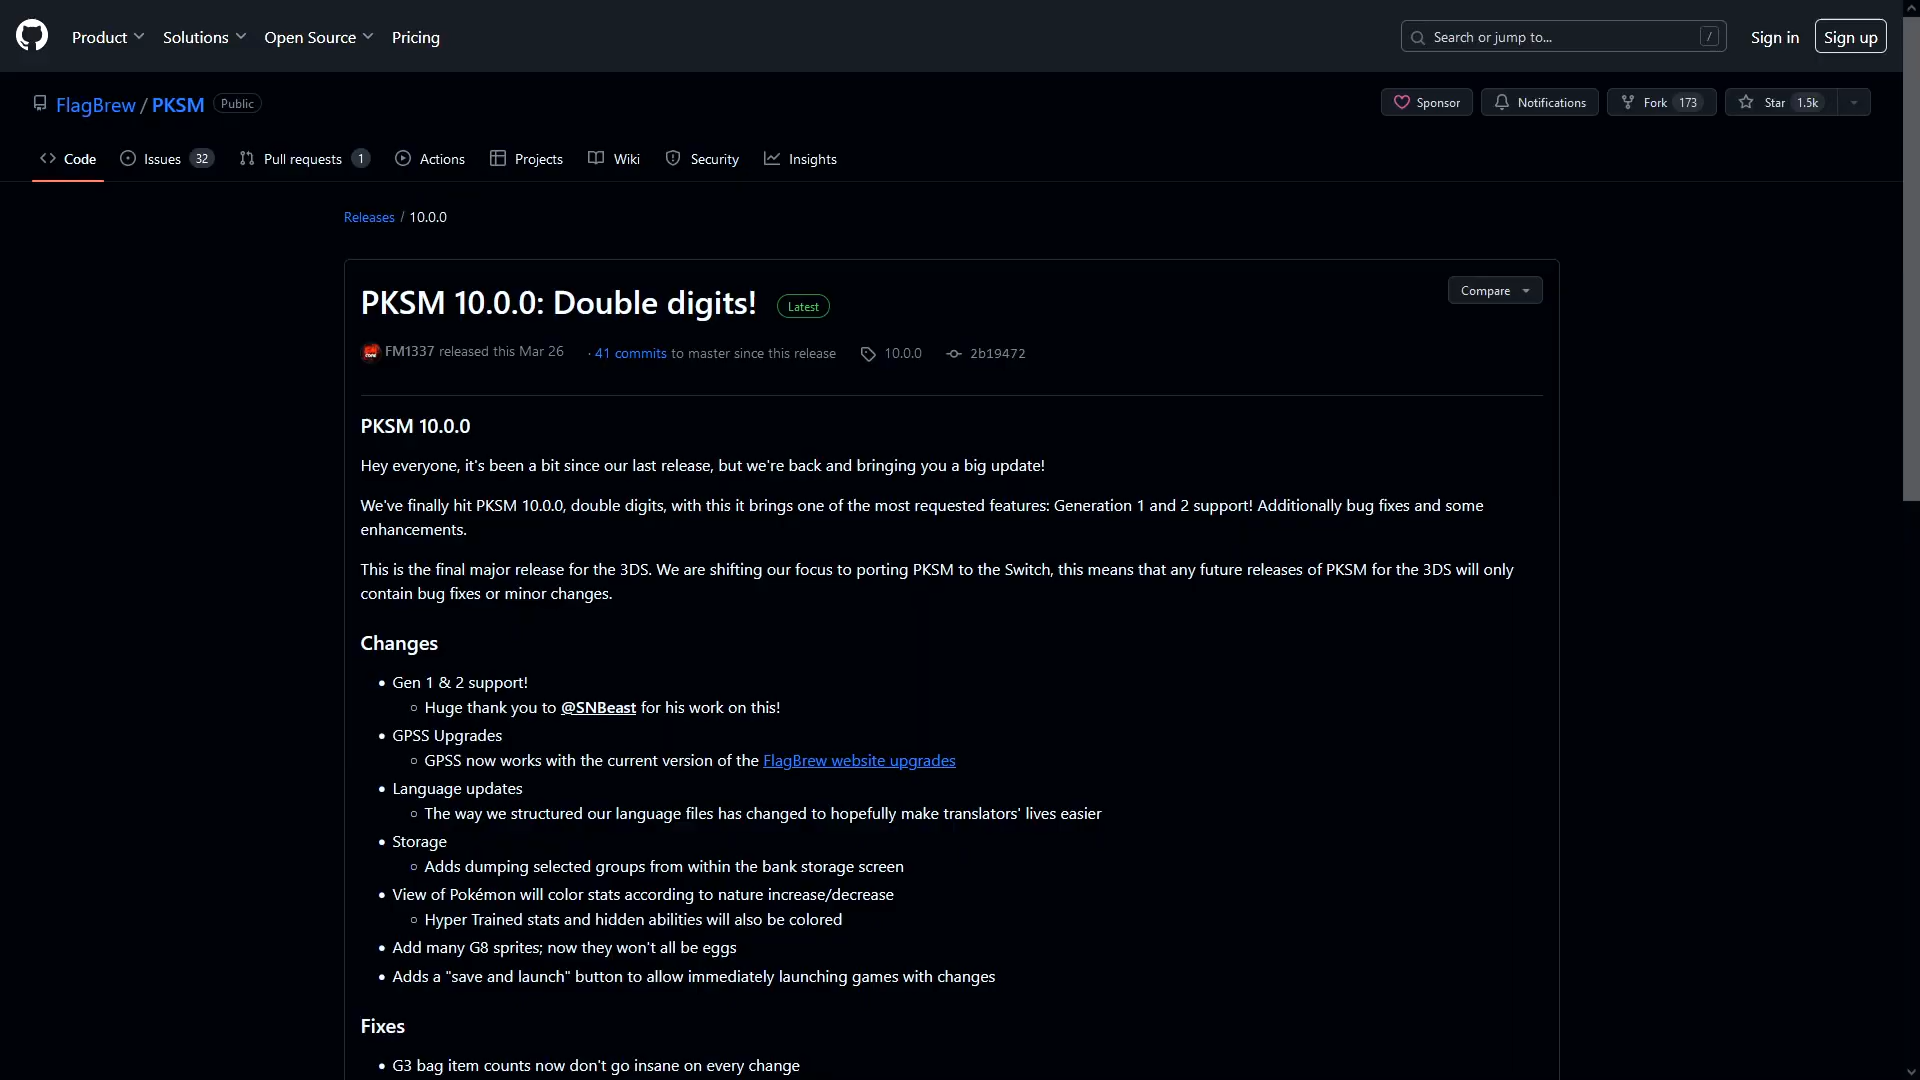 Product Solutions Open Source Pricing
Search or jump to... /
Sign in
Sign up
FlagBrew / PKSM Public
Sponsor Notifications Fork 173 Star 1.5k
Code Issues 32 Pull requests 1 Actions Projects Wiki Security Insights
Releases / 10.0.0
PKSM 10.0.0: Double digits! Latest
Compare
FM1337 released this Mar 26 · 41 commits to master since this release 10.0.0 2b19472
PKSM 10.0.0
Hey everyone, it's been a bit since our last release, but we're back and bringing you a big update!
We've finally hit PKSM 10.0.0, double digits, with this it brings one of the most requested features: Generation 1 and 2 support! Additionally bug fixes and some
enhancements.
This is the final major release for the 3DS. We are shifting our focus to porting PKSM to the Switch, this means that any future releases of PKSM for the 3DS will only
contain bug fixes or minor changes.
Changes
• Gen 1 & 2 support!
◦ Huge thank you to @SNBeast for his work on this!
• GPSS Upgrades
◦ GPSS now works with the current version of the FlagBrew website upgrades
• Language updates
◦ The way we structured our language files has changed to hopefully make translators' lives easier
• Storage
◦ Adds dumping selected groups from within the bank storage screen
• View of Pokémon will color stats according to nature increase/decrease
◦ Hyper Trained stats and hidden abilities will also be colored
• Add many G8 sprites; now they won't all be eggs
• Adds a "save and launch" button to allow immediately launching games with changes
Fixes
• G3 bag item counts now don't go insane on every change